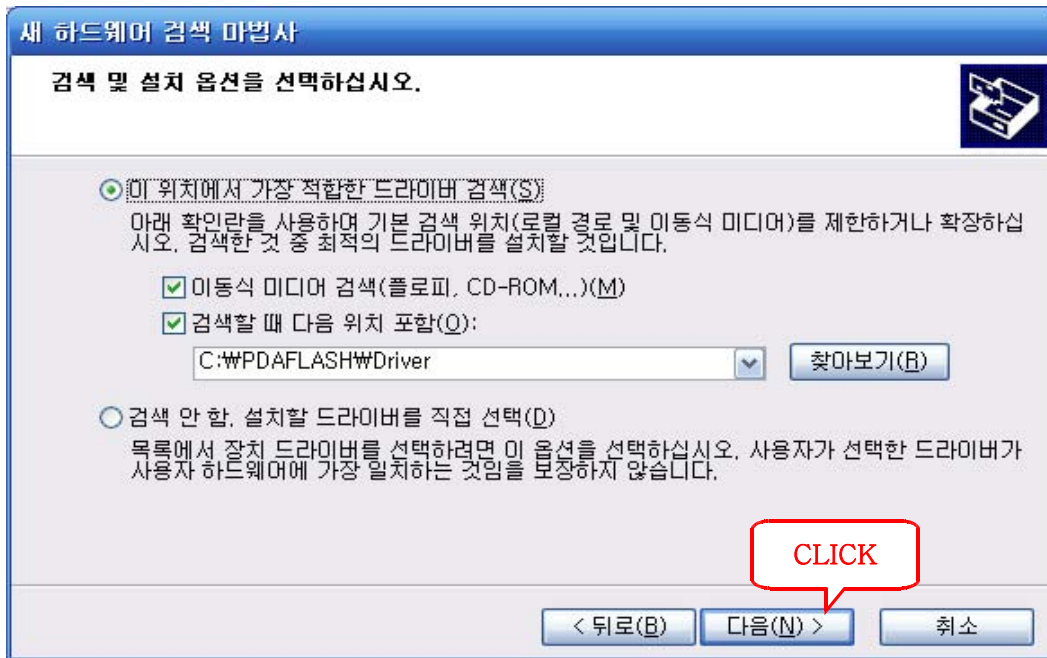 새 하드웨어 검색 마법사
검색 및 설치 옵션을 선택하십시오.
이 위치에서 가장 적합한 드라이버 검색(S)
아래 확인란을 사용하여 기본 검색 위치(로컬 경로 및 이동식 미디어)를 제한하거나 확장하십
시오. 검색한 것 중 최적의 드라이버를 설치할 것입니다.
이동식 미디어 검색(플로피, CD-ROM...)(M)
검색할 때 다음 위치 포함(O):
C:₩PDAFLASH₩Driver
찾아보기(R)
검색 안 함. 설치할 드라이버를 직접 선택(D)
목록에서 장치 드라이버를 선택하려면 이 옵션을 선택하십시오. 사용자가 선택한 드라이버가
사용자 하드웨어에 가장 일치하는 것임을 보장하지 않습니다.
CLICK
< 뒤로(B) 다음(N) > 취소